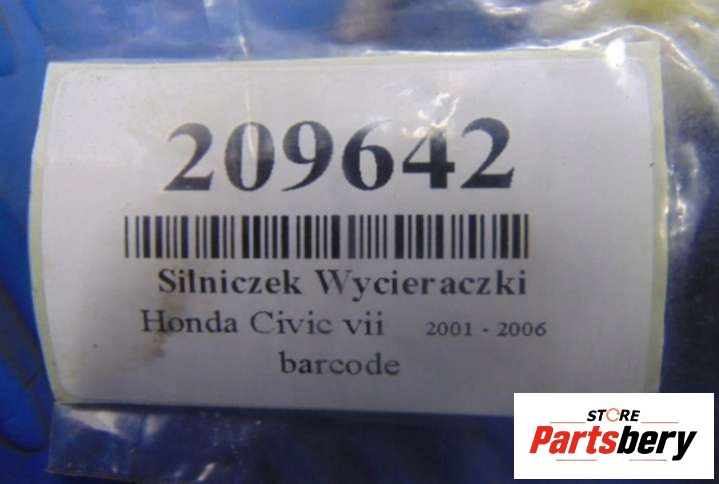 209642
Silniczek Wycieraczki
Honda Civic vii 2001 - 2006
barcode
STORE
Partsbery